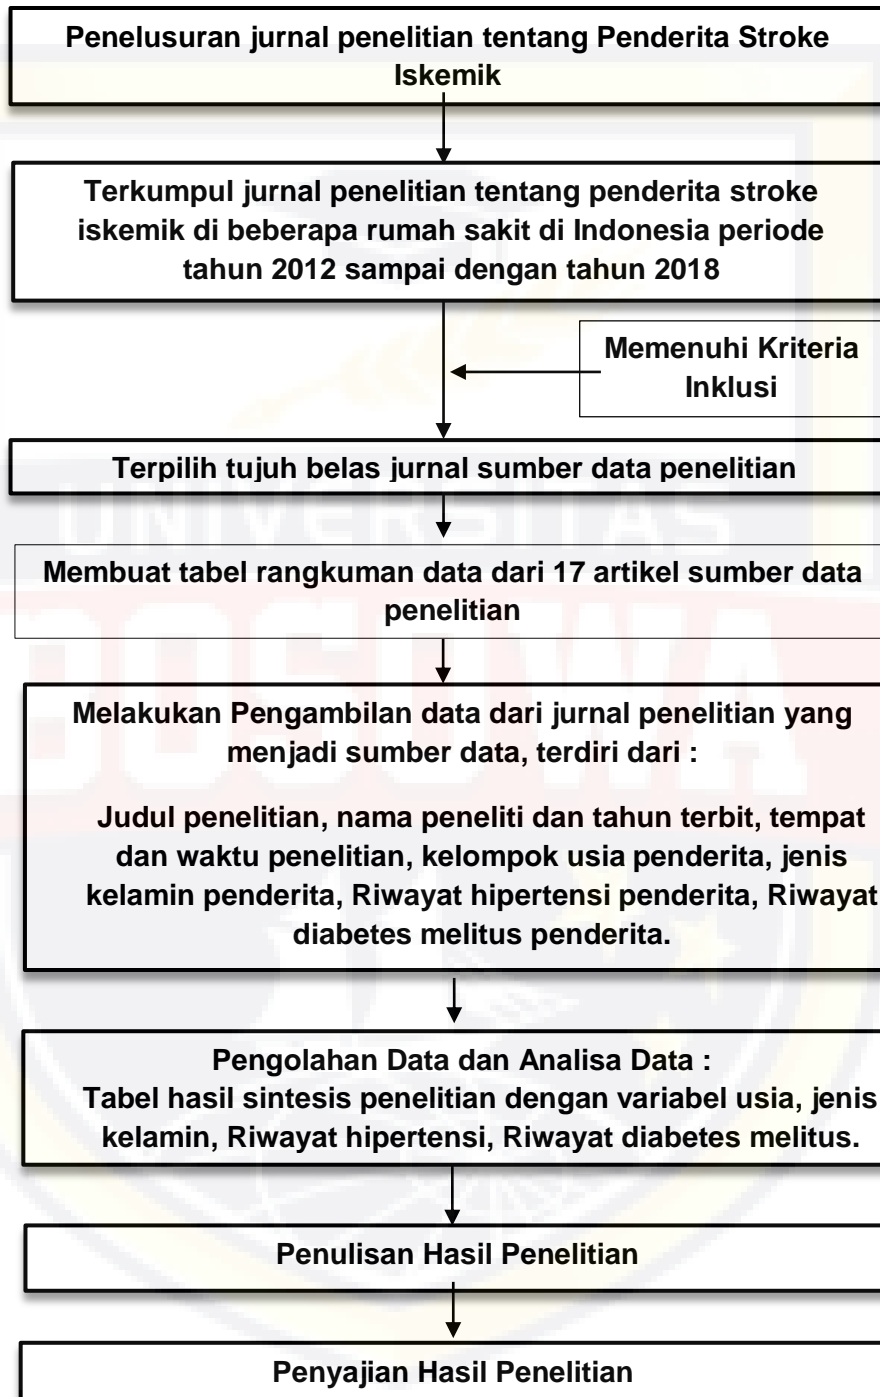 Penelusuran jurnal penelitian tentang Penderita Stroke
Iskemik
Terkumpul jurnal penelitian tentang penderita stroke
iskemik di beberapa rumah sakit di Indonesia periode
tahun 2012 sampai dengan tahun 2018
Memenuhi Kriteria
Inklusi
Terpilih tujuh belas jurnal sumber data penelitian
UNIVERSITAS
Membuat tabel rangkuman data dari 17 artikel sumber data
penelitian
BOSOWA
Melakukan Pengambilan data dari jurnal penelitian yang
menjadi sumber data, terdiri dari :
Judul penelitian, nama peneliti dan tahun terbit, tempat
dan waktu penelitian, kelompok usia penderita, jenis
kelamin penderita, Riwayat hipertensi penderita, Riwayat
diabetes melitus penderita.
Pengolahan Data dan Analisa Data :
Tabel hasil sintesis penelitian dengan variabel usia, jenis
kelamin, Riwayat hipertensi, Riwayat diabetes melitus.
Penulisan Hasil Penelitian
Penyajian Hasil Penelitian